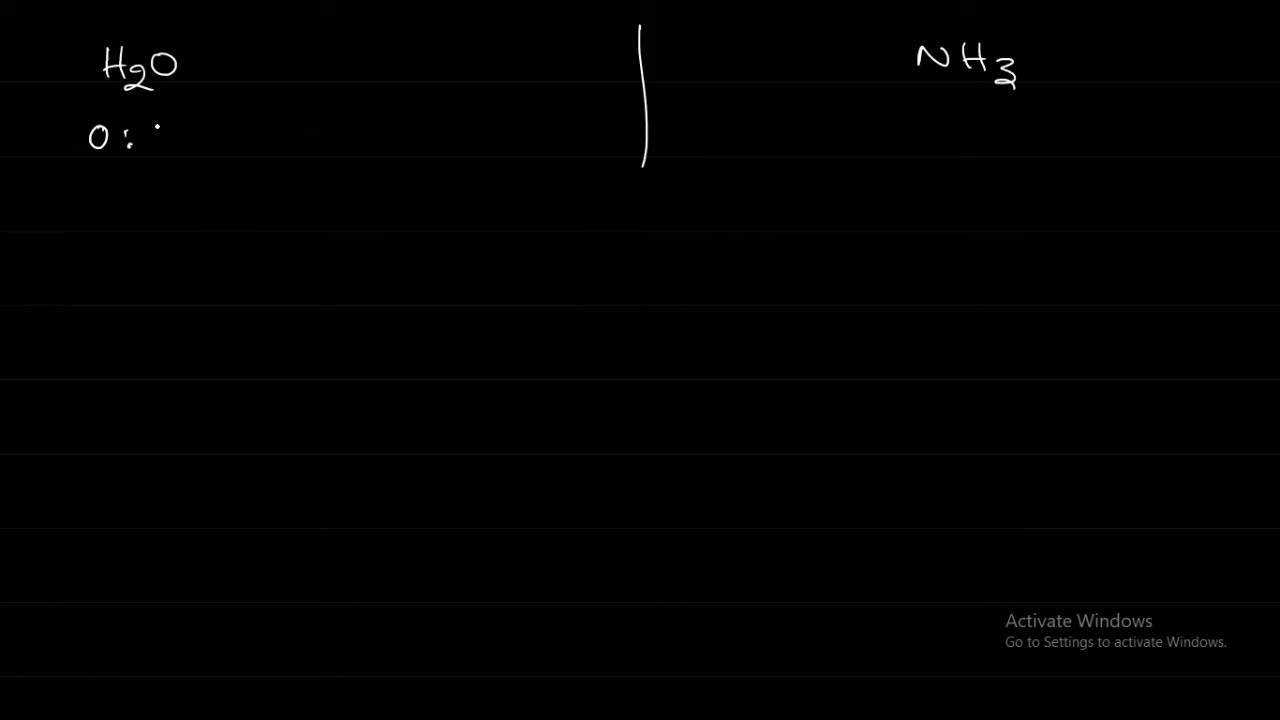 H₂O
NH₃
O :
Activate Windows
Go to Settings to activate Windows.